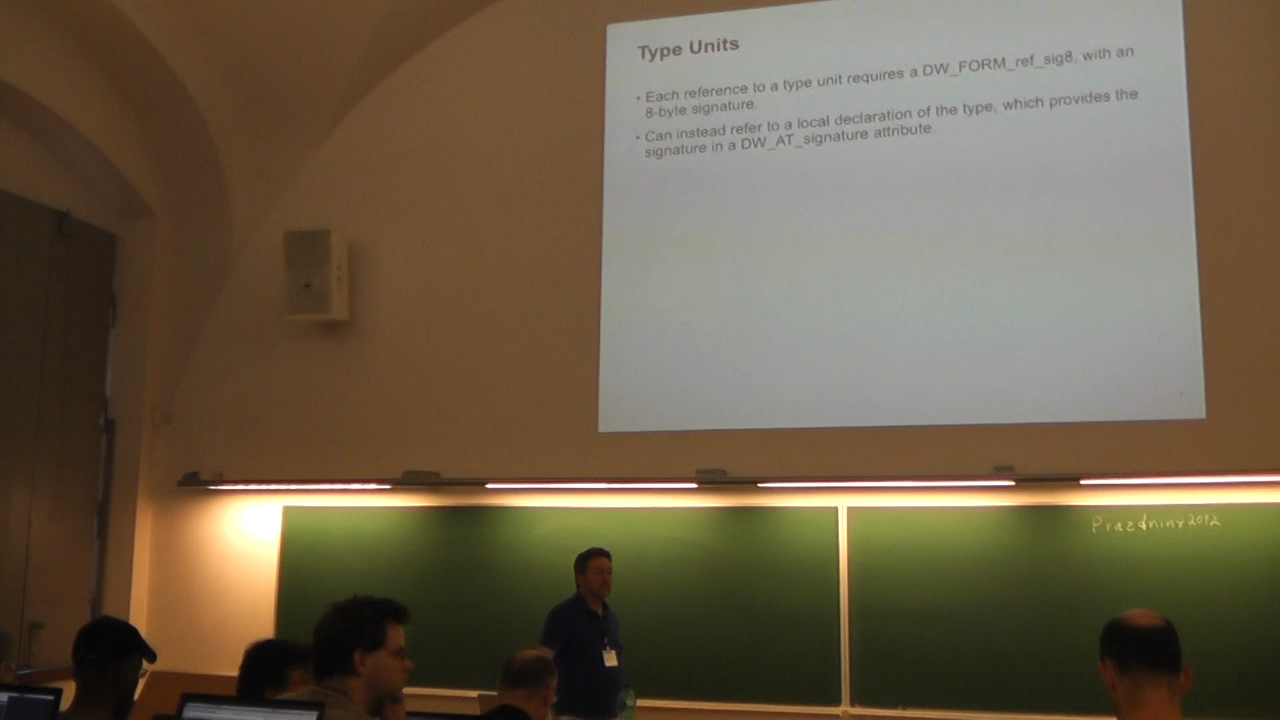 Type Units
• Each reference to a type unit requires a DW_FORM_ref_sig8, with an
8-byte signature.
• Can instead refer to a local declaration of the type, which provides the
signature in a DW_AT_signature attribute.
Prazdniny2012